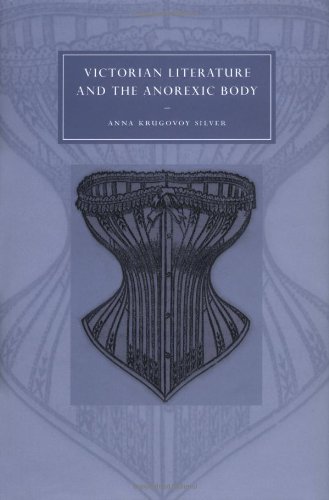 VICTORIAN LITERATURE
AND THE ANOREXIC BODY
ANNA KRUGOVOY SILVER